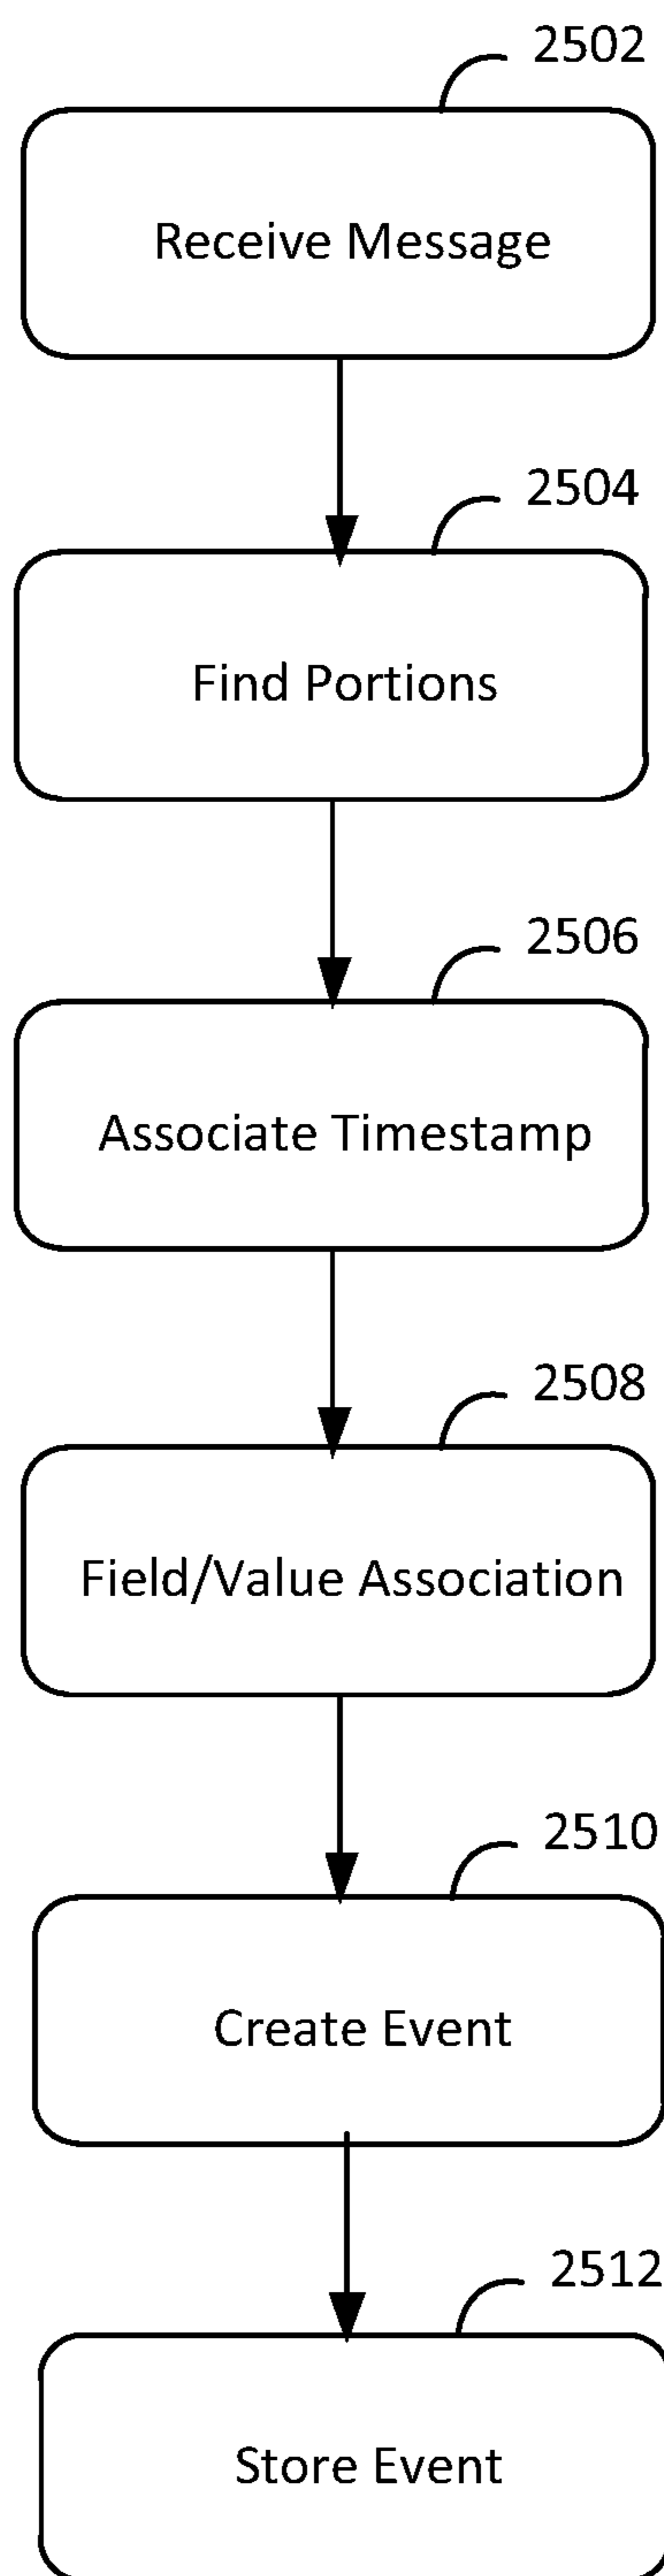 2502
Receive Message
2504
Find Portions
2506
Associate Timestamp
2508
Field/Value Association
2510
Create Event
2512
Store Event